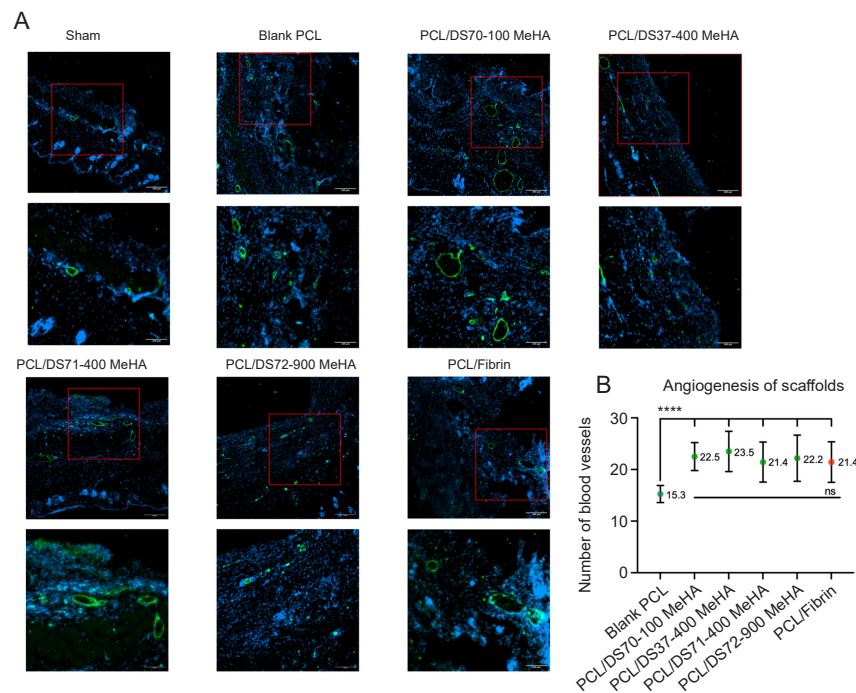 A
Sham
Blank PCL
PCL/DS70-100 MeHA
PCL/DS37-400 MeHA
PCL/DS71-400 MeHA
PCL/DS72-900 MeHA
PCL/Fibrin
B
Angiogenesis of scaffolds
Number of blood vessels
30
20
10
0
****
15.3
22.5
23.5
21.4
22.2
21.4
ns
Blank PCL
PCL/DS70-100 MeHA
PCL/DS37-400 MeHA
PCL/DS71-400 MeHA
PCL/DS72-900 MeHA
PCL/Fibrin